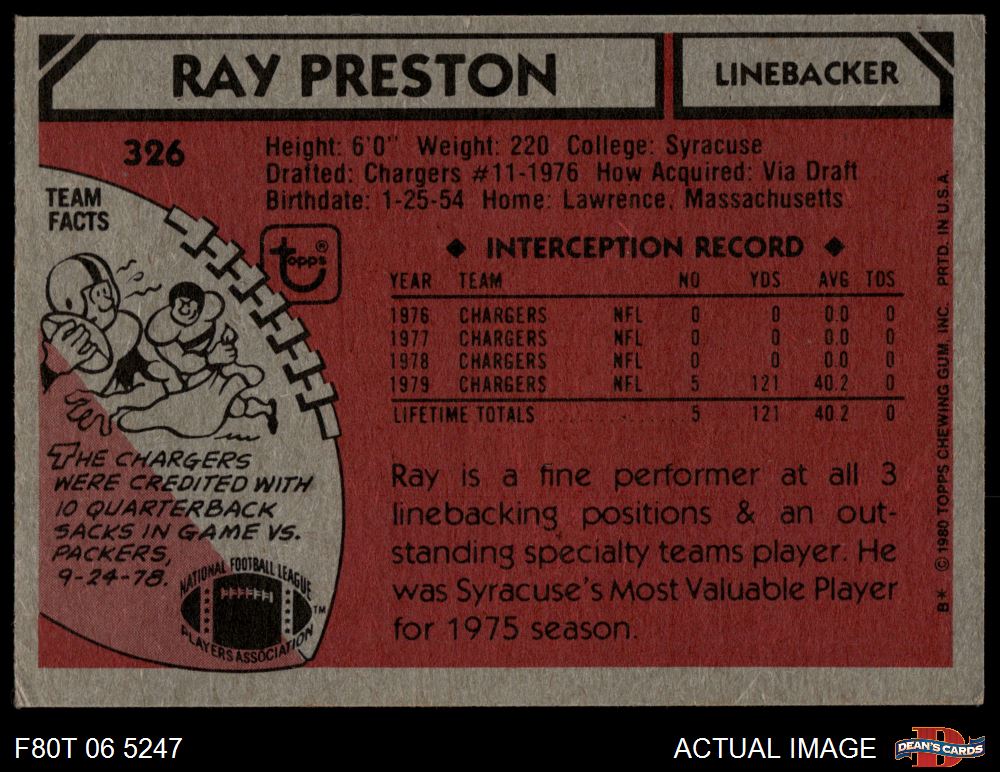 RAY PRESTON
LINEBACKER
326
Height: 6'0" Weight: 220 College: Syracuse
Drafted: Chargers #11-1976 How Acquired: Via Draft
Birthdate: 1-25-54 Home: Lawrence, Massachusetts
TEAM
FACTS
topps ®
◆ INTERCEPTION RECORD ◆
YEAR TEAM NO YDS AVG TDS
1976 CHARGERS NFL 0 0 0.0 0
1977 CHARGERS NFL 0 0 0.0 0
1978 CHARGERS NFL 0 0 0.0 0
1979 CHARGERS NFL 5 121 40.2 0
LIFETIME TOTALS 5 121 40.2 0
THE CHARGERS
WERE CREDITED WITH
10 QUARTERBACK
SACKS IN GAME VS.
PACKERS,
9-24-78.
NATIONAL FOOTBALL LEAGUE
PLAYERS ASSOCIATION
TM
Ray is a fine performer at all 3
linebacking positions & an out-
standing specialty teams player. He
was Syracuse's Most Valuable Player
for 1975 season.
B* © 1980 TOPPS CHEWING GUM, INC. PRTD. IN U.S.A.
F80T 06 5247
ACTUAL IMAGE
D
DEAN'S CARDS